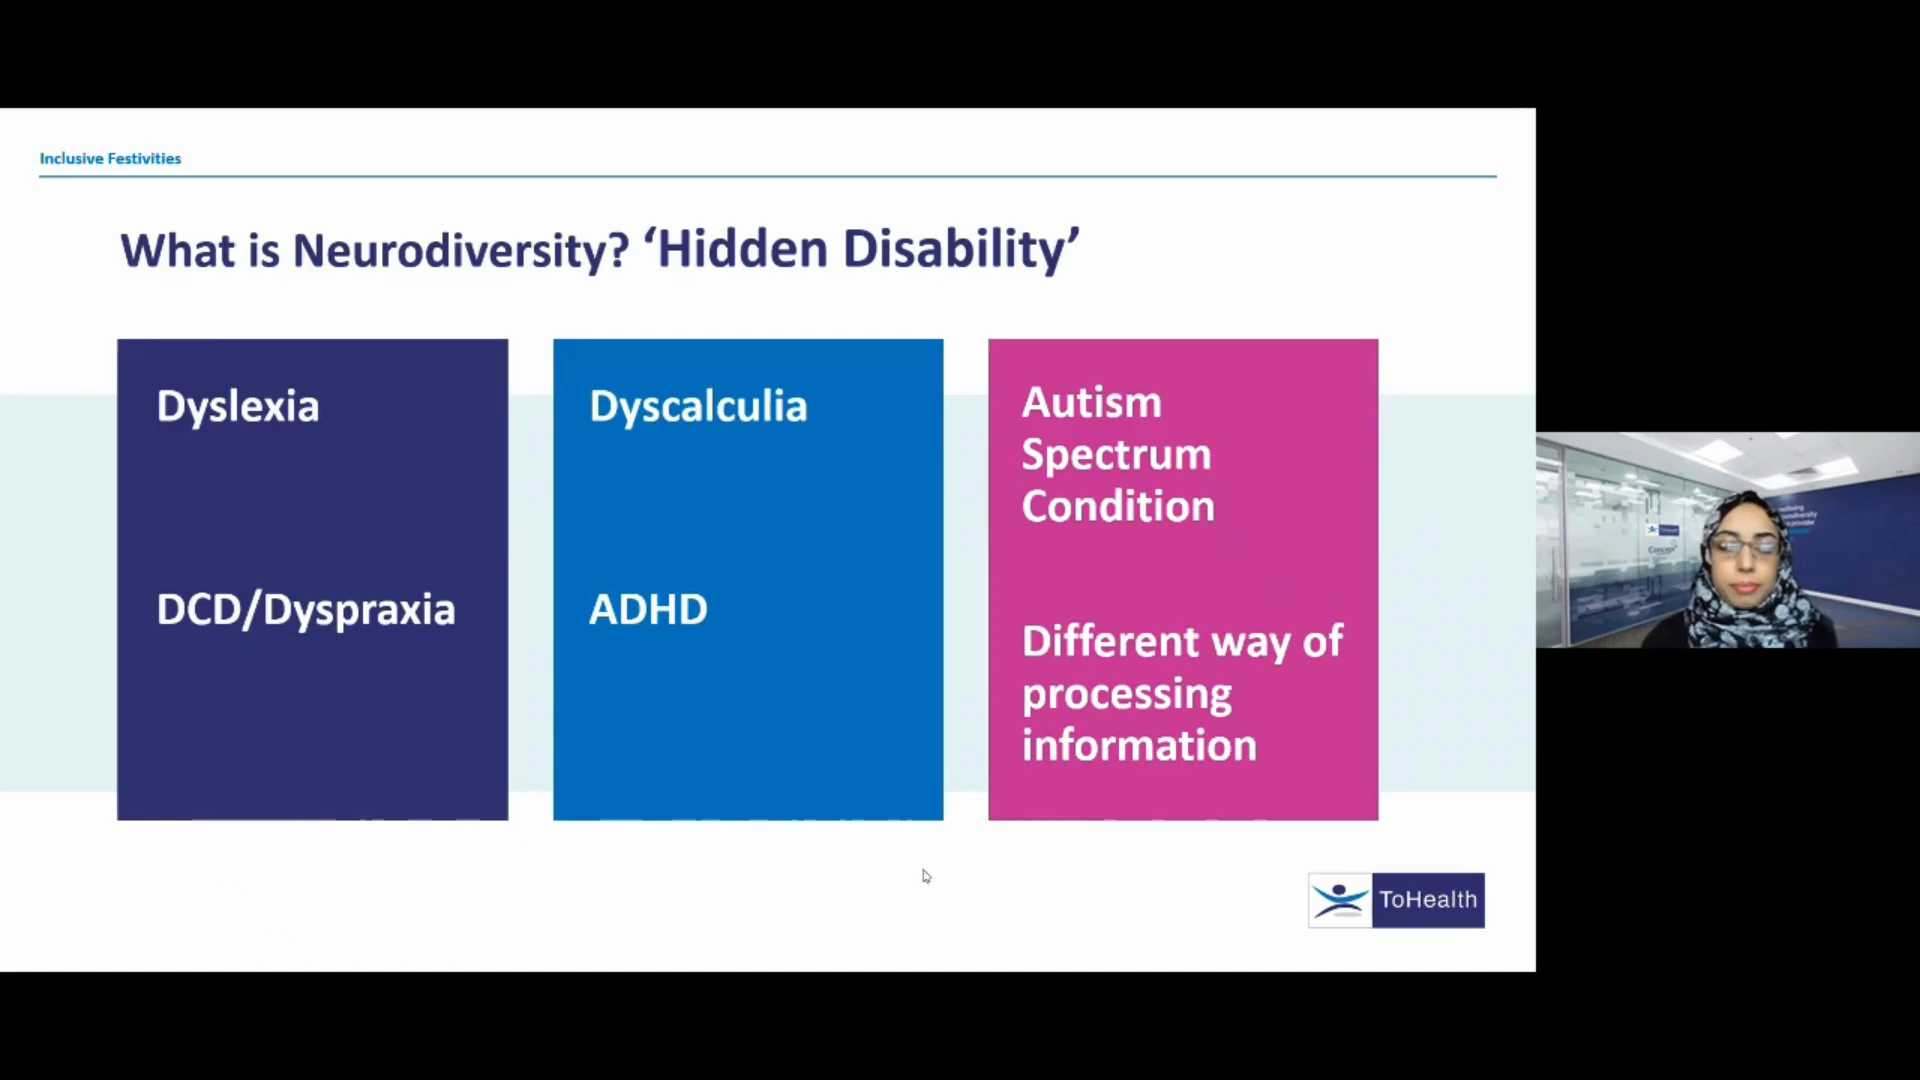 Inclusive Festivities
What is Neurodiversity? ‘Hidden Disability’
Dyslexia
DCD/Dyspraxia
Dyscalculia
ADHD
Autism
Spectrum
Condition
Different way of
processing
information
ToHealth